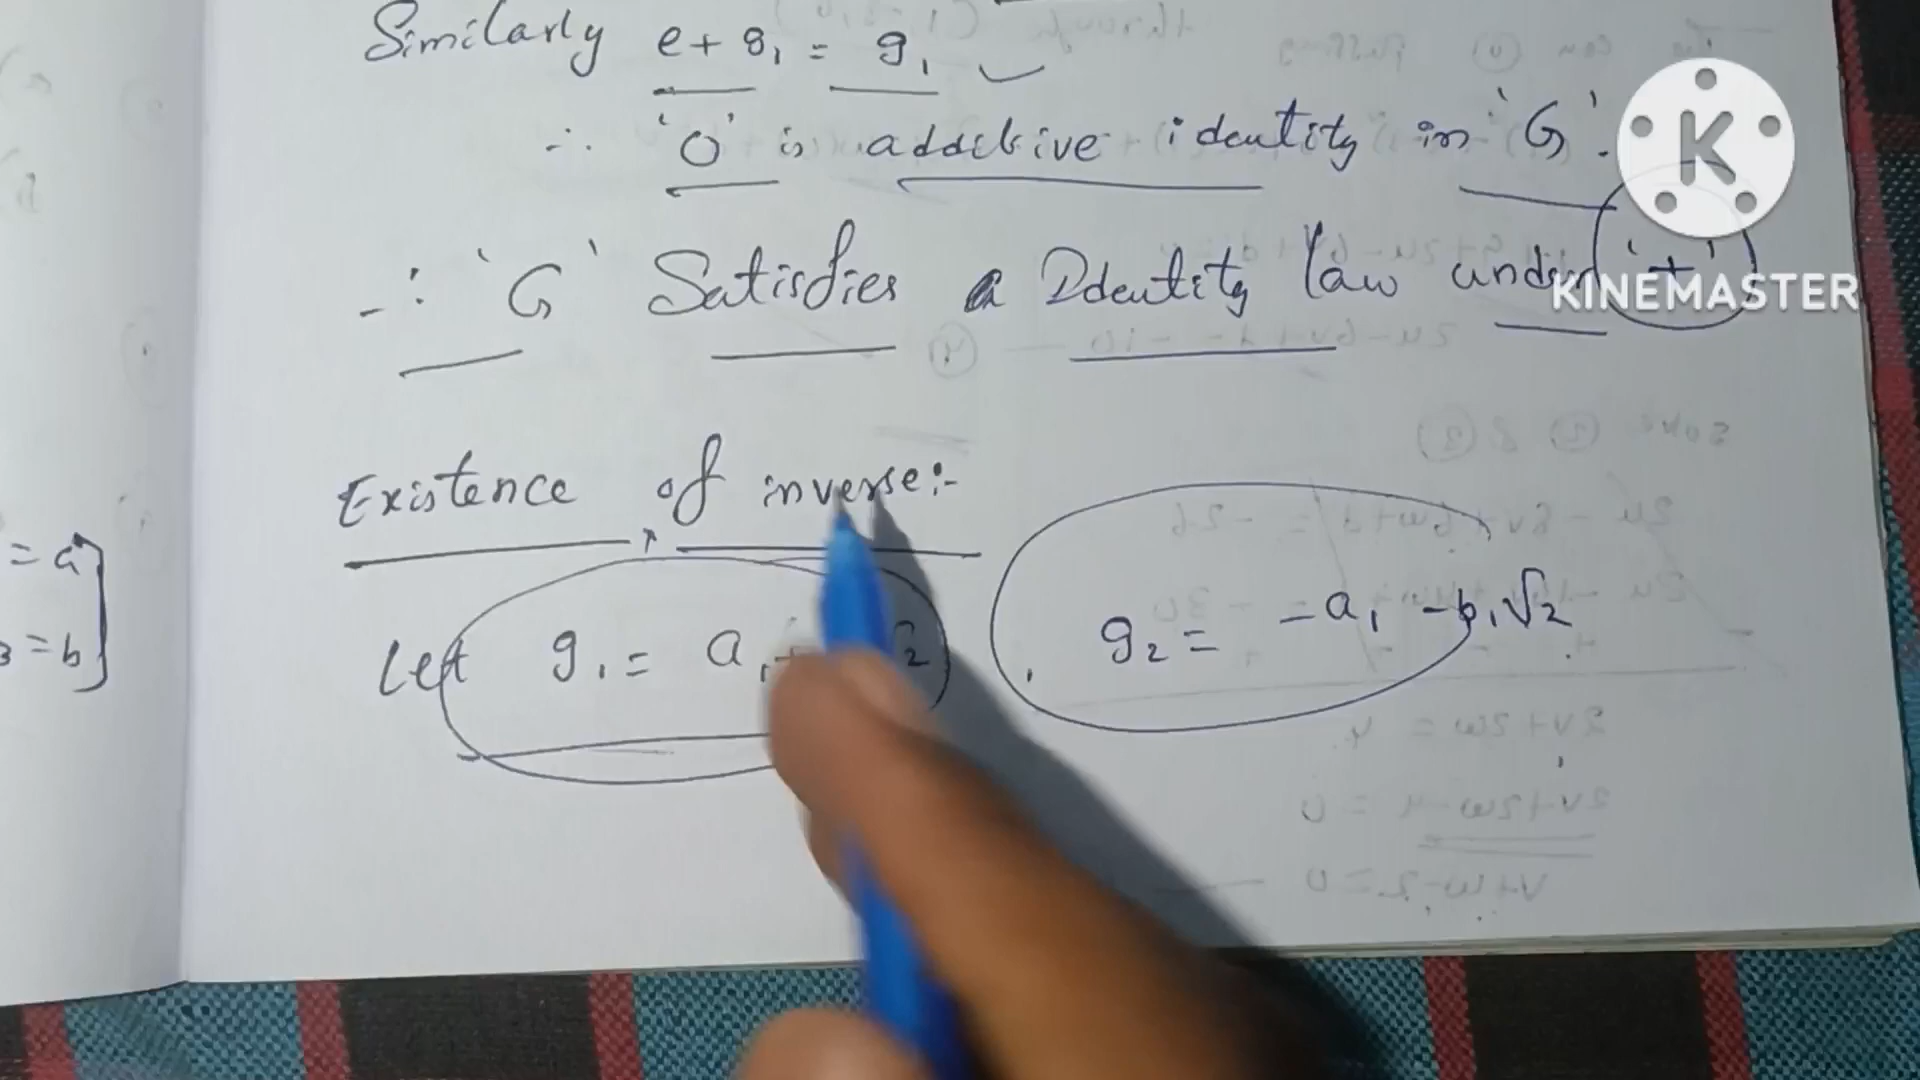 Similarly e + g₁ = g₁
∴ 'O' is additive identity in 'G'.
∴ 'G' Satisfies a Identity law under '+'
K
KINEMASTER
Existence of inverse:-
= a
= b
Let g₁ = a₁ + √2 , g₂ = -a₁ - b₁√2